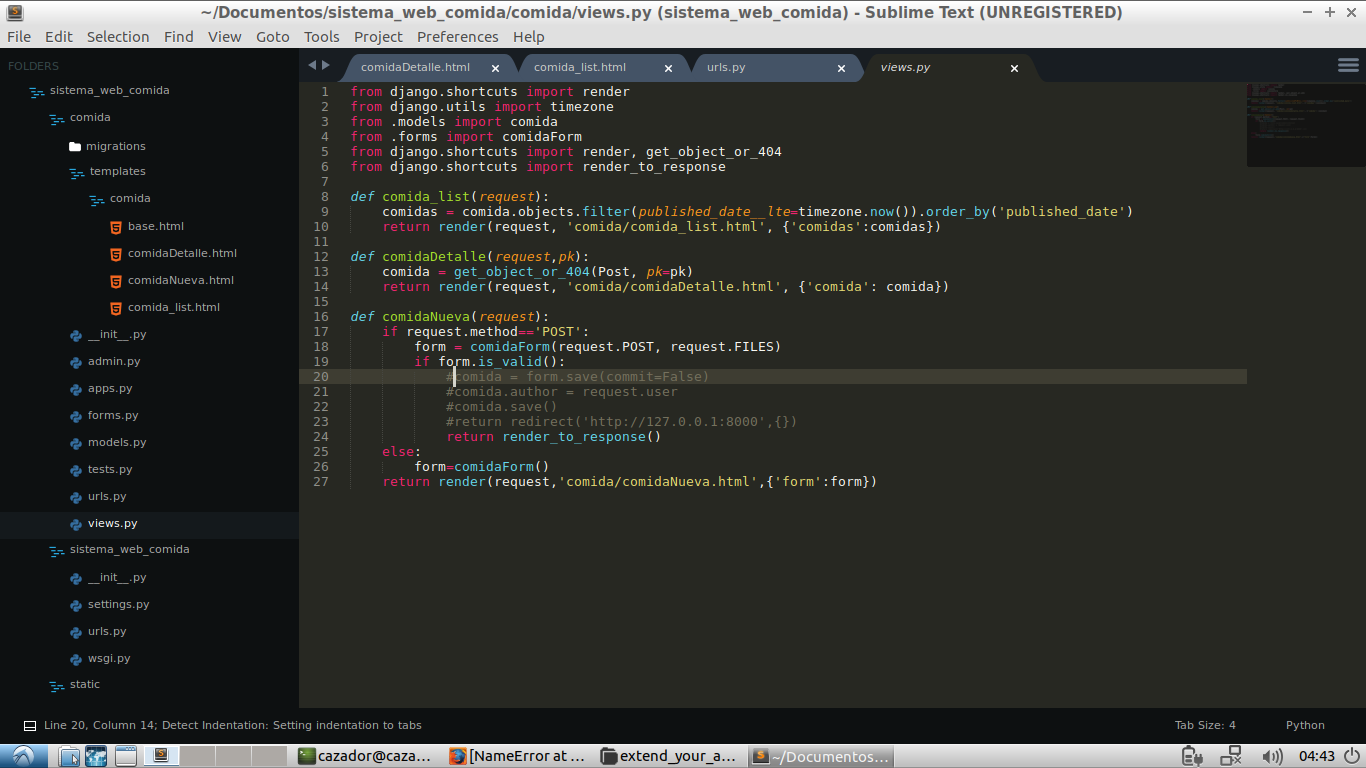 ~/Documentos/sistema_web_comida/comida/views.py (sistema_web_comida) - Sublime Text (UNREGISTERED)
File Edit Selection Find View Goto Tools Project Preferences Help
FOLDERS
sistema_web_comida
comida
migrations
templates
comida
base.html
comidaDetalle.html
comidaNueva.html
comida_list.html
__init__.py
admin.py
apps.py
forms.py
models.py
tests.py
urls.py
views.py
sistema_web_comida
__init__.py
settings.py
urls.py
wsgi.py
static
comidaDetalle.html comida_list.html urls.py views.py
1 from django.shortcuts import render
2 from django.utils import timezone
3 from .models import comida
4 from .forms import comidaForm
5 from django.shortcuts import render, get_object_or_404
6 from django.shortcuts import render_to_response
7
8 def comida_list(request):
9 comidas = comida.objects.filter(published_date__lte=timezone.now()).order_by('published_date')
10 return render(request, 'comida/comida_list.html', {'comidas':comidas})
11
12 def comidaDetalle(request,pk):
13 comida = get_object_or_404(Post, pk=pk)
14 return render(request, 'comida/comidaDetalle.html', {'comida': comida})
15
16 def comidaNueva(request):
17 if request.method=='POST':
18 form = comidaForm(request.POST, request.FILES)
19 if form.is_valid():
20 #comida = form.save(commit=False)
21 #comida.author = request.user
22 #comida.save()
23 #return redirect('http://127.0.0.1:8000',{})
24 return render_to_response()
25 else:
26 form=comidaForm()
27 return render(request,'comida/comidaNueva.html',{'form':form})
Line 20, Column 14; Detect Indentation: Setting indentation to tabs Tab Size: 4 Python
cazador@caza... [NameError at ... extend_your_a... ~/Documentos... 04:43